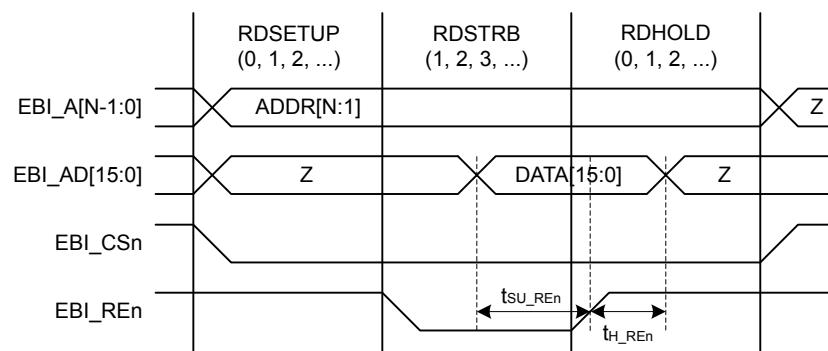 RDSETUP RDSTRB RDHOLD
(0, 1, 2, ...) (1, 2, 3, ...) (0, 1, 2, ...)
EBI_A[N-1:0] ADDR[N:1] Z
EBI_AD[15:0] Z DATA[15:0] Z
EBI_CSn
EBI_REn tSU_REn
tH_REn